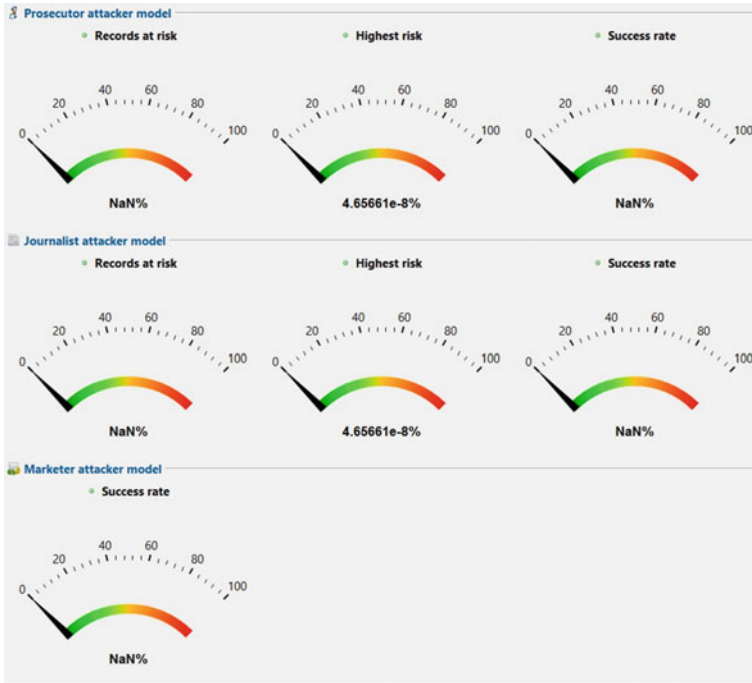 Prosecutor attacker model
Records at risk Highest risk Success rate
0 20 40 60 80 100 0 20 40 60 80 100 0 20 40 60 80 100
NaN% 4.65661e-8% NaN%
Journalist attacker model
Records at risk Highest risk Success rate
0 20 40 60 80 100 0 20 40 60 80 100 0 20 40 60 80 100
NaN% 4.65661e-8% NaN%
Marketer attacker model
Success rate
0 20 40 60 80 100
NaN%